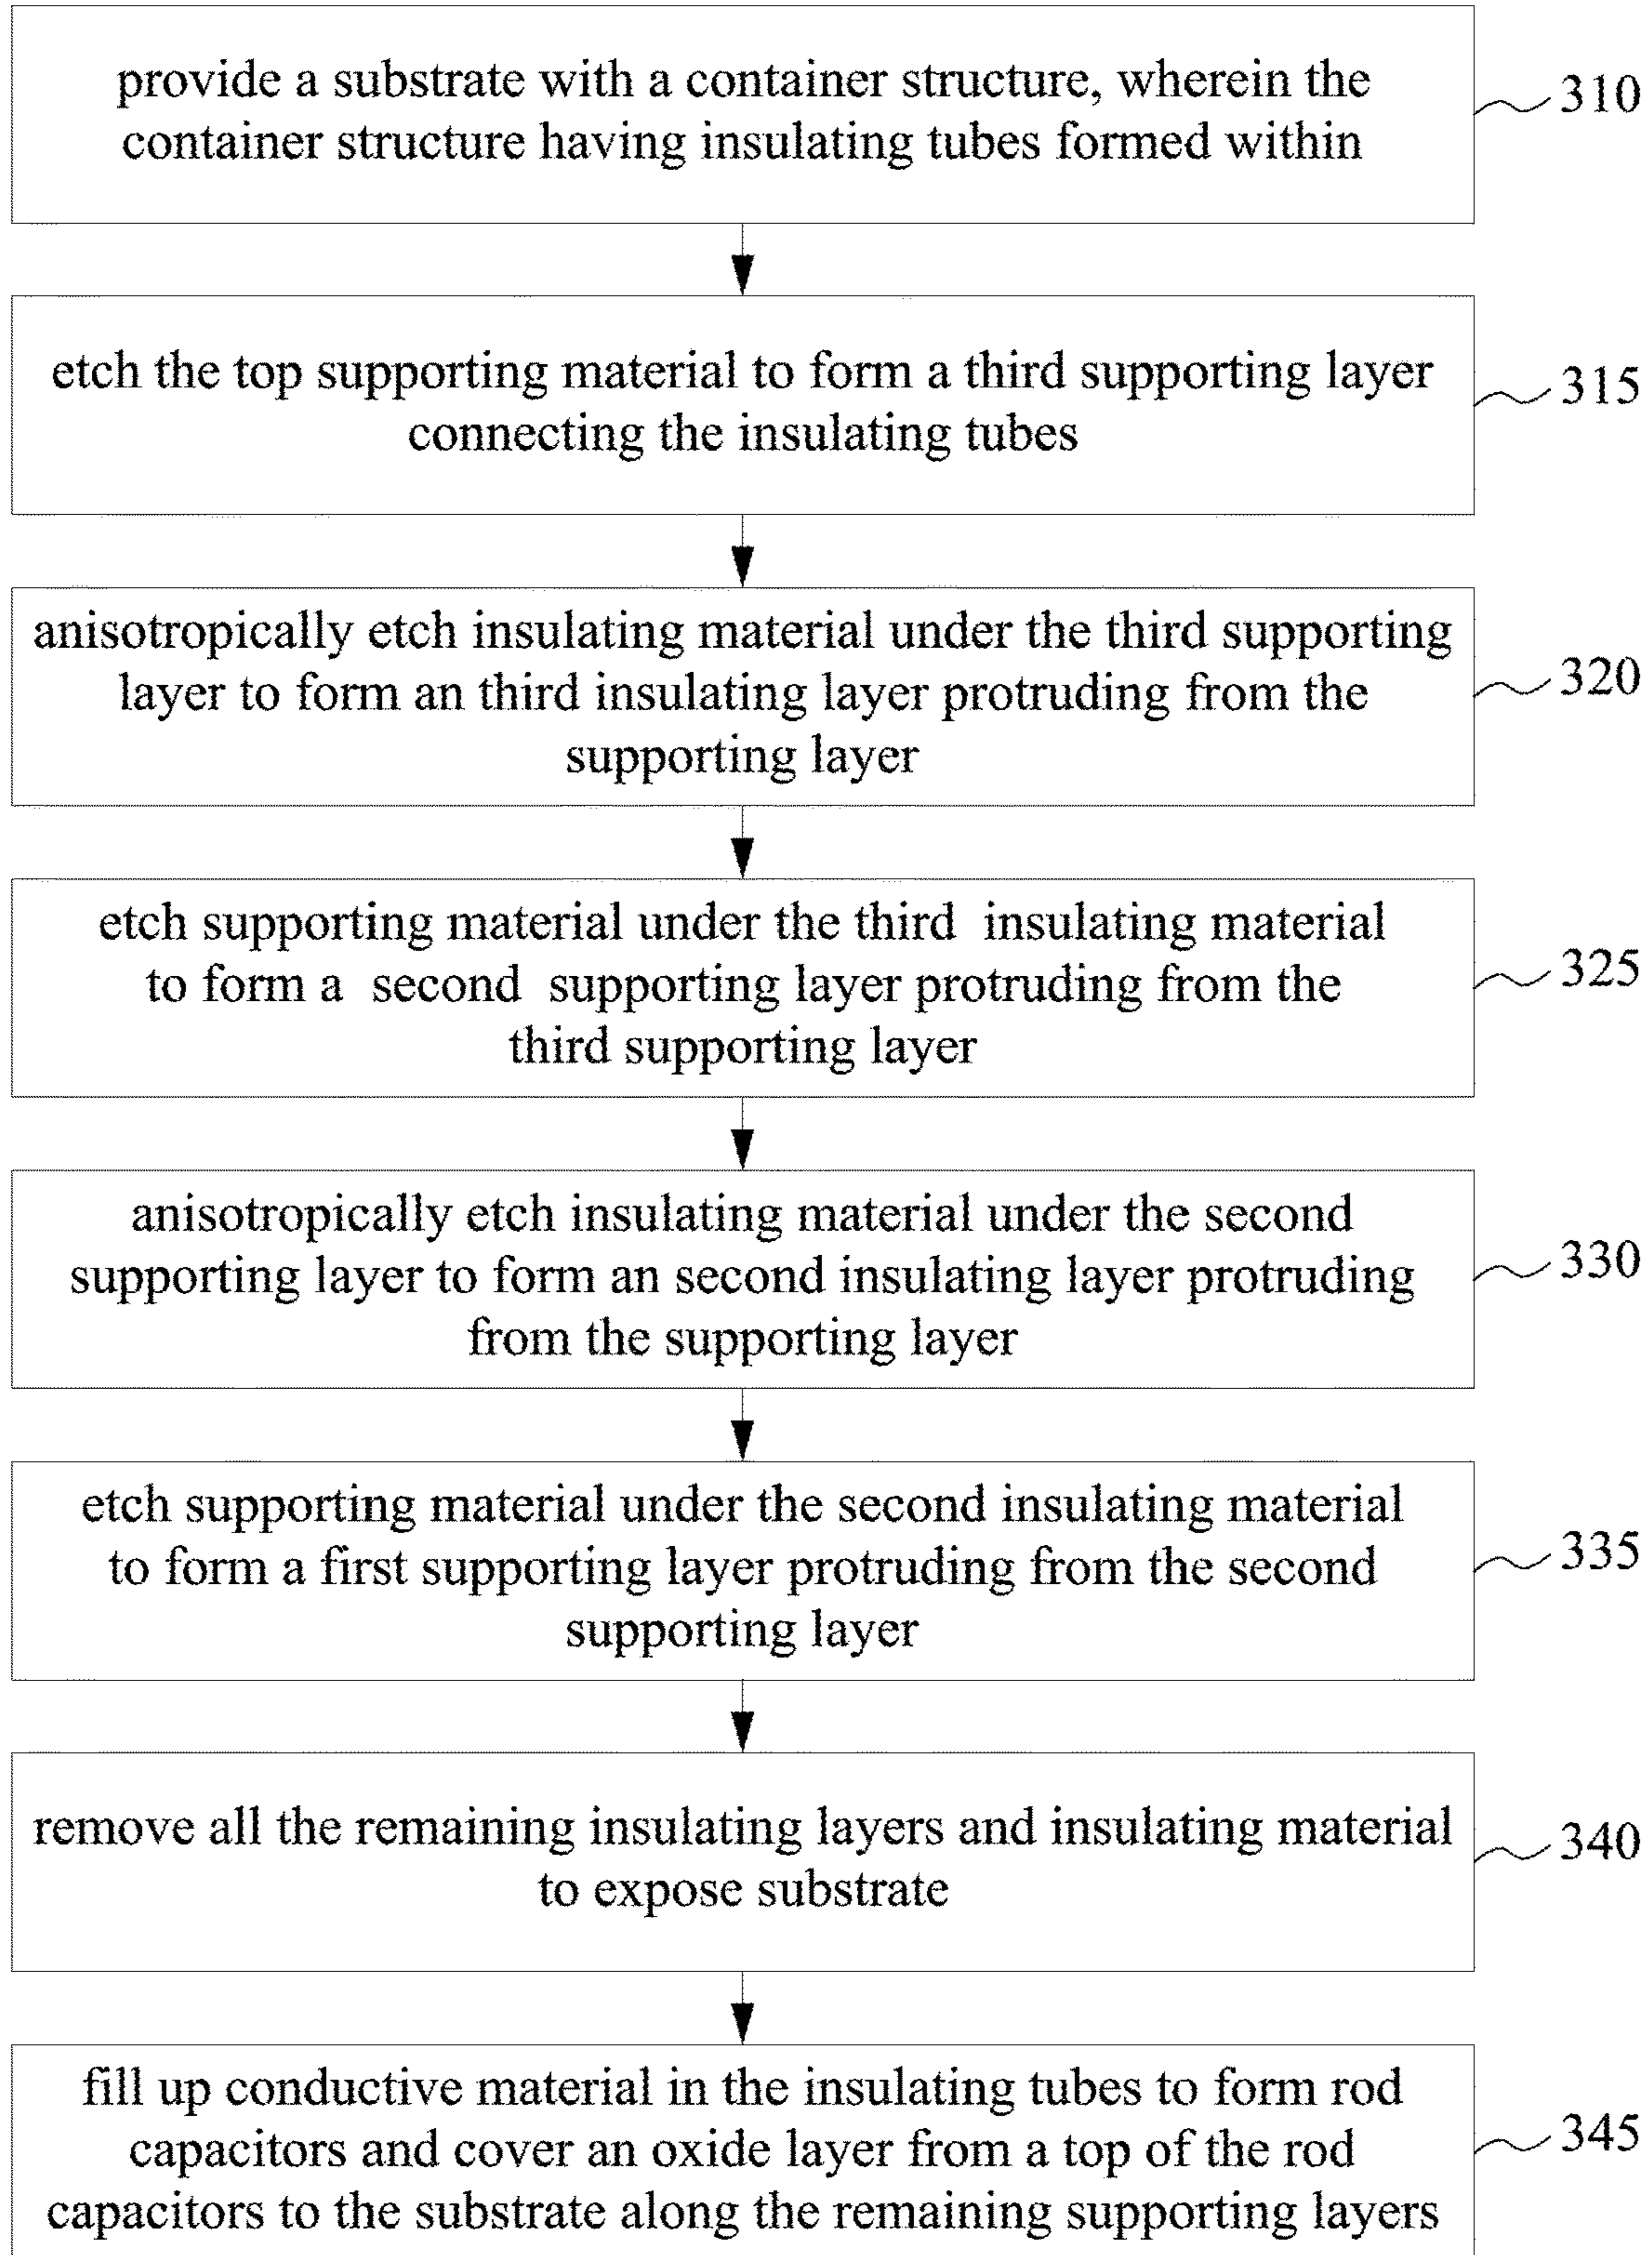 provide a substrate with a container structure, wherein the
container structure having insulating tubes formed within
310
etch the top supporting material to form a third supporting layer
connecting the insulating tubes
315
anisotropically etch insulating material under the third supporting
layer to form an third insulating layer protruding from the
supporting layer
320
etch supporting material under the third insulating material
to form a second supporting layer protruding from the
third supporting layer
325
anisotropically etch insulating material under the second
supporting layer to form an second insulating layer protruding
from the supporting layer
330
etch supporting material under the second insulating material
to form a first supporting layer protruding from the second
supporting layer
335
remove all the remaining insulating layers and insulating material
to expose substrate
340
fill up conductive material in the insulating tubes to form rod
capacitors and cover an oxide layer from a top of the rod
capacitors to the substrate along the remaining supporting layers
345